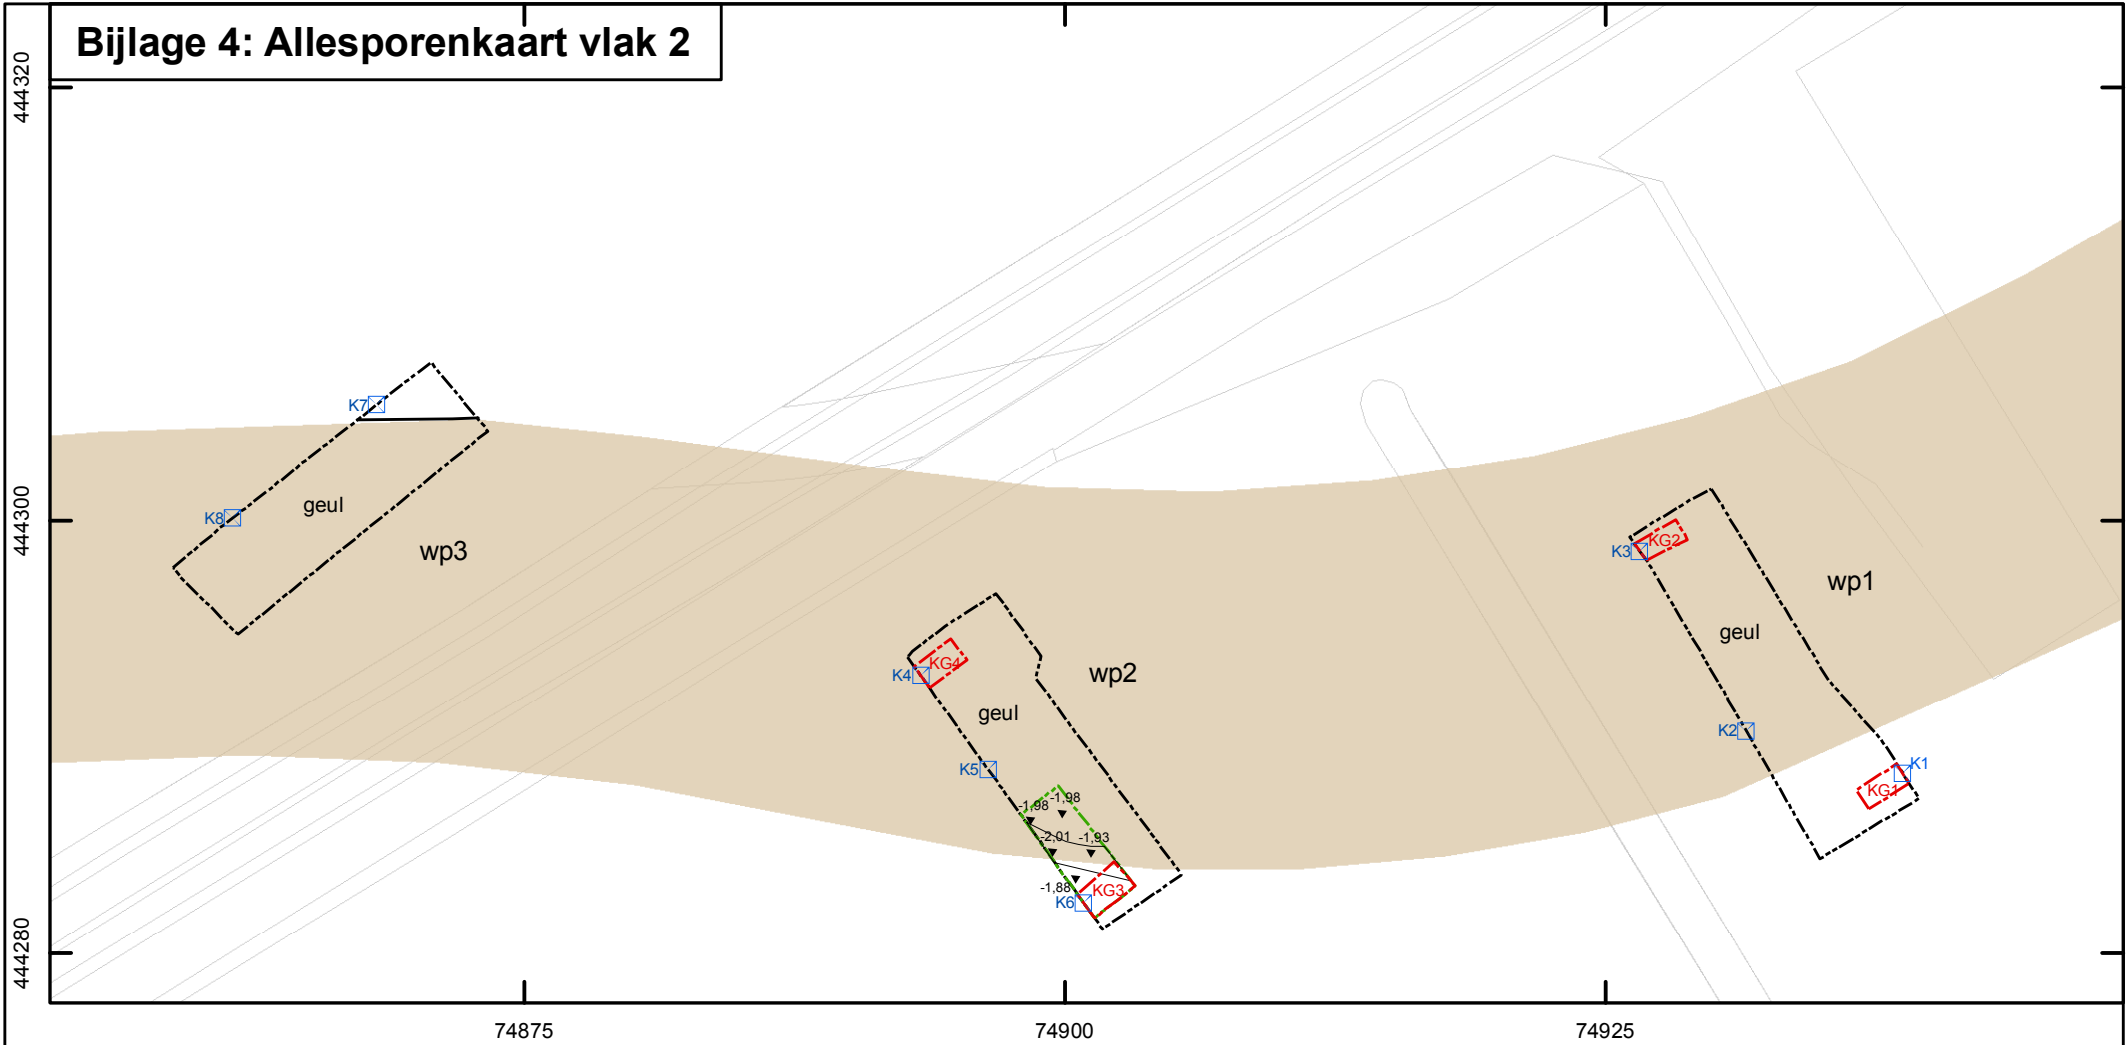 Bijlage 4: Allesporenkaart vlak 2
444320
444300
444280
K7
K8
geul
wp3
K3
KG2
wp1
geul
K4
KG4
wp2
geul
K2
K5
K1
KG1
-1,98
-1,98
-2,01
-1,93
-1,88
KG3
K6
74875
74900
74925